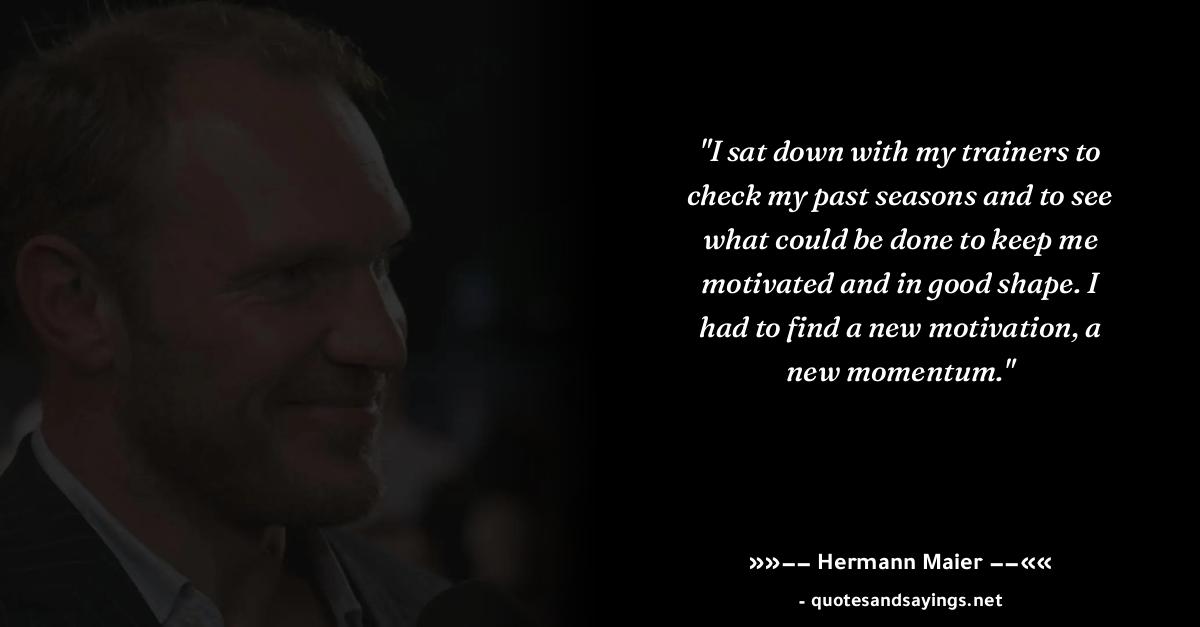 "I sat down with my trainers to
check my past seasons and to see
what could be done to keep me
motivated and in good shape. I
had to find a new motivation, a
new momentum."
»»–– Hermann Maier ––««
- quotesandsayings.net